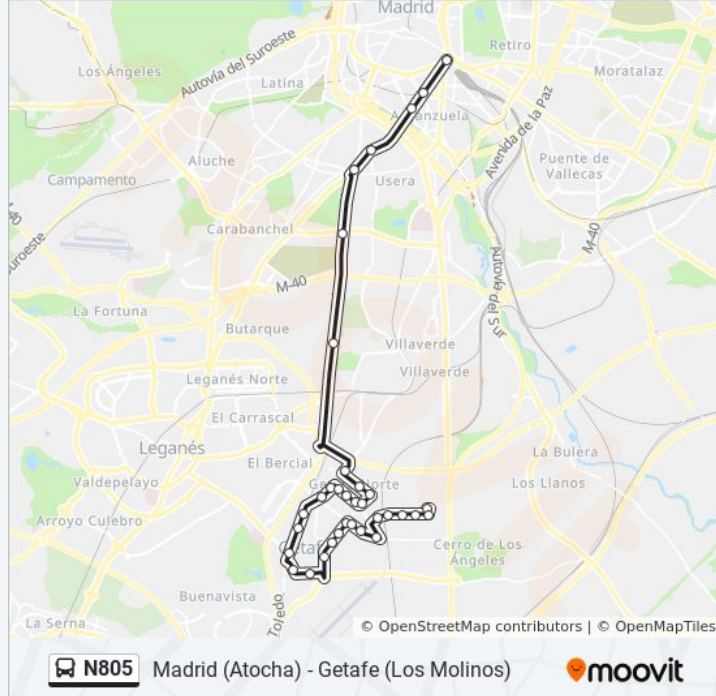 Madrid
Retiro
Los Ángeles
Autovía del Suroeste
Moratalaz
Latina
Avenida de la Paz
Aluche
Puente de
Vallecas
Campamento
Usera
M-40
Carabanchel
M-40
Suroeste
M-40
Autovía del Sur
La Fortuna
Butarque
Villaverde
Villaverde
Leganés Norte
El Carrascal
Leganés
El Bercial
La Bulera
Valdepelayo
Los Llanos
Arroyo Culebro
Cerro de Los
Ángeles
Buenavista
Toledo
La Serna
© OpenStreetMap contributors | © OpenMapTiles
N805 Madrid (Atocha) - Getafe (Los Molinos)
moovit